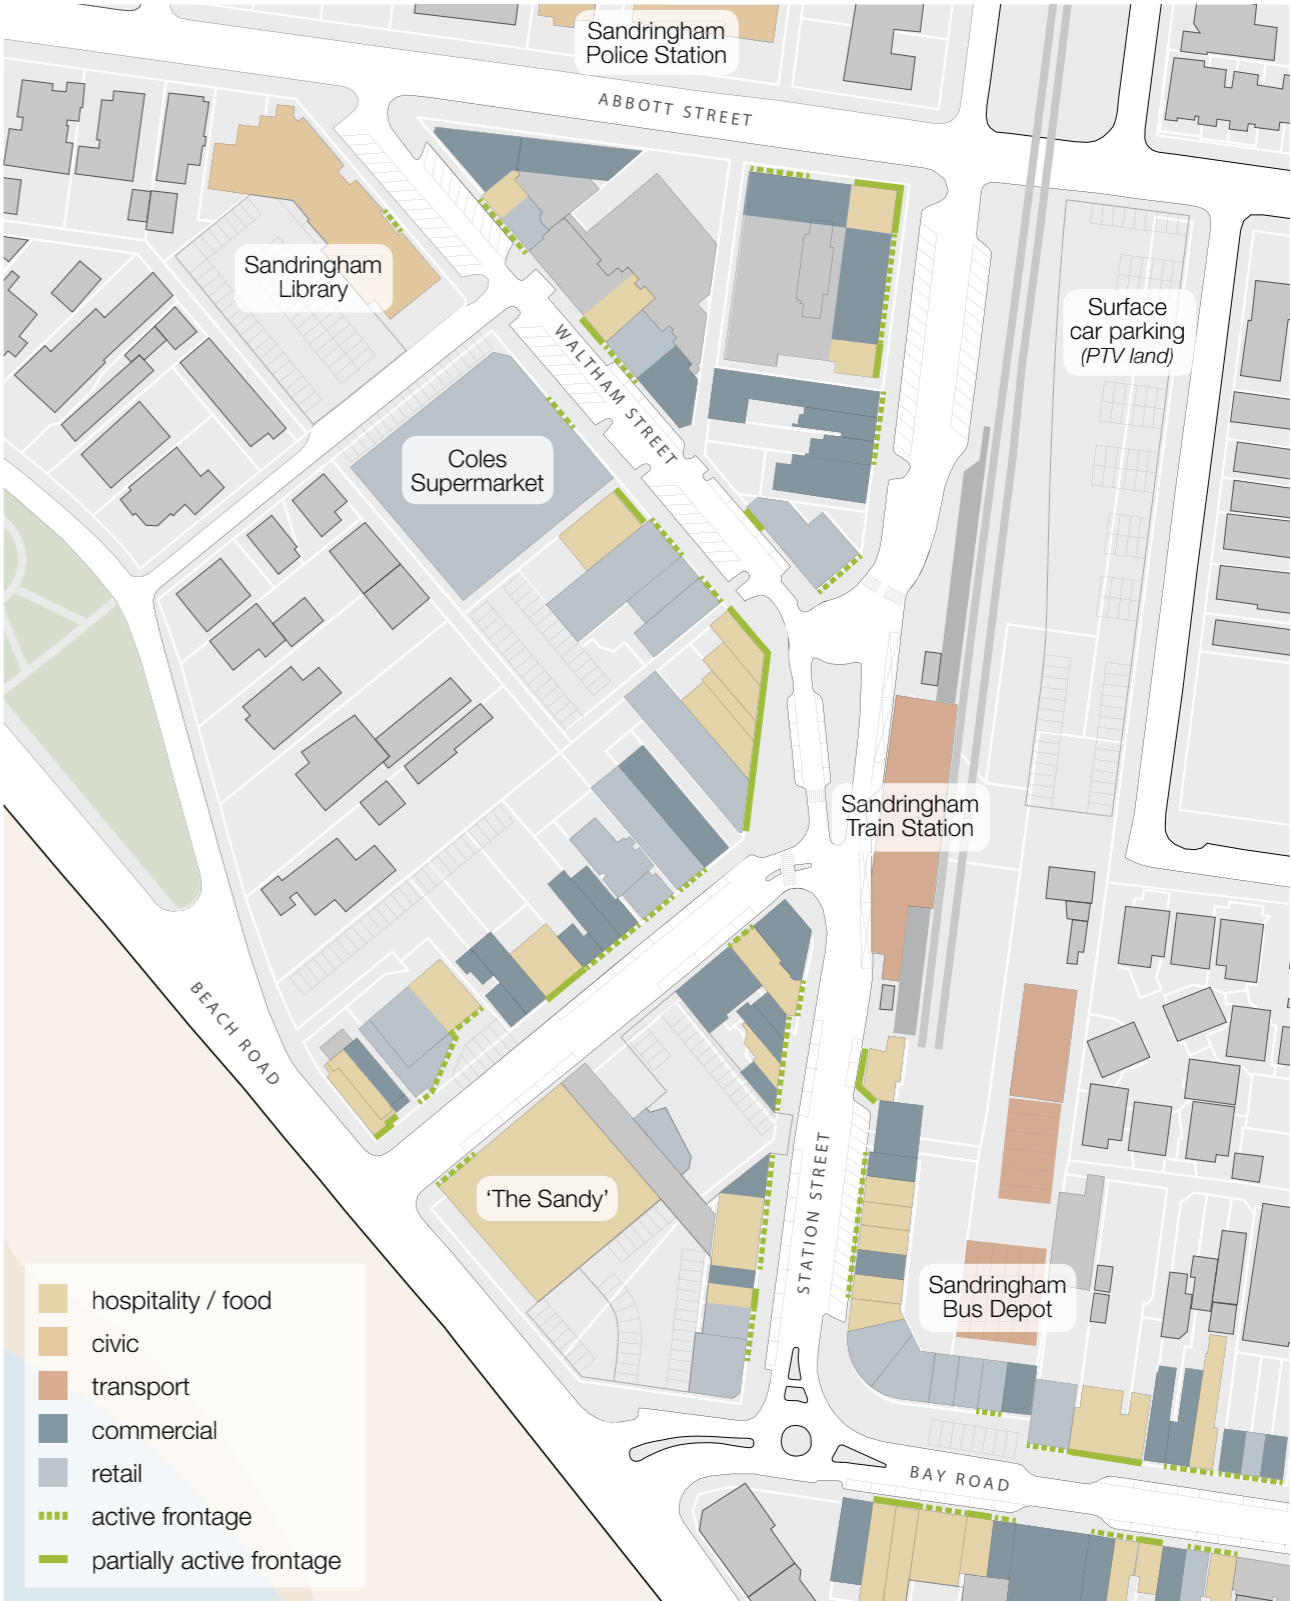 Sandringham
Police Station
ABBOTT STREET
Sandringham
Library
Surface
car parking
(PTV land)
WALTHAM STREET
Coles
Supermarket
Sandringham
Train Station
BEACH ROAD
'The Sandy'
STATION STREET
Sandringham
Bus Depot
BAY ROAD
hospitality / food
civic
transport
commercial
retail
active frontage
partially active frontage